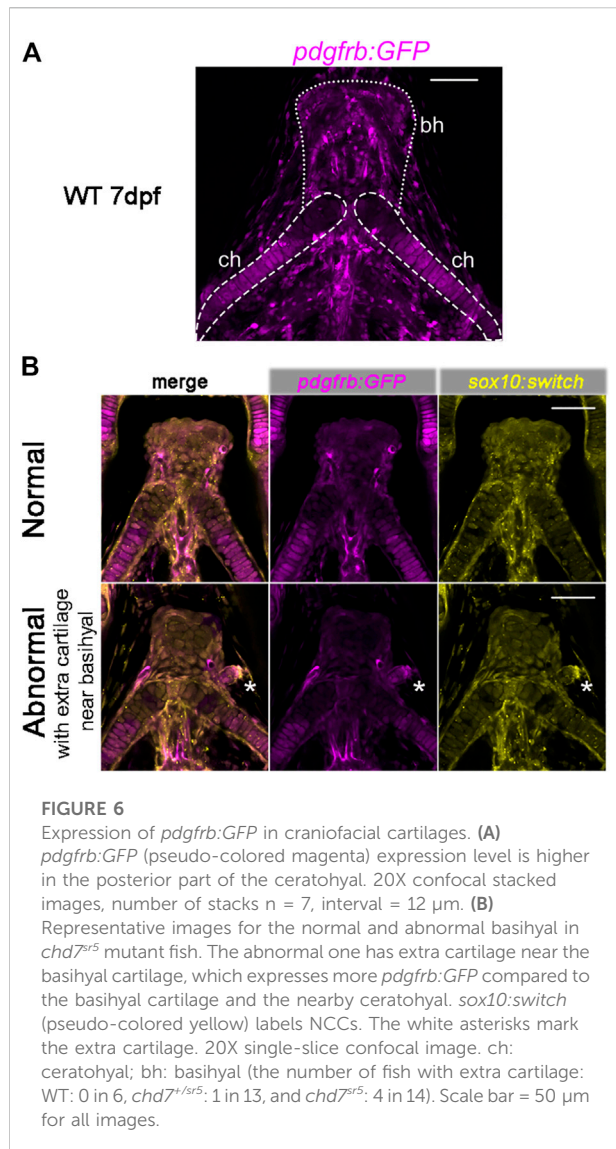 A
pdgfrb:GFP
bh
WT 7dpf
ch
ch
B
merge
pdgfrb:GFP
sox10:switch
Normal
Abnormal
with extra cartilage
near basihyal
*
*
*
FIGURE 6
Expression of pdgfrb:GFP in craniofacial cartilages. (A)
pdgfrb:GFP (pseudo-colored magenta) expression level is higher
in the posterior part of the ceratohyal. 20X confocal stacked
images, number of stacks n = 7, interval = 12 µm. (B)
Representative images for the normal and abnormal basihyal in
chd7sr5 mutant fish. The abnormal one has extra cartilage near the
basihyal cartilage, which expresses more pdgfrb:GFP compared to
the basihyal cartilage and the nearby ceratohyal. sox10:switch
(pseudo-colored yellow) labels NCCs. The white asterisks mark
the extra cartilage. 20X single-slice confocal image. ch:
ceratohyal; bh: basihyal (the number of fish with extra cartilage:
WT: 0 in 6, chd7+/sr5: 1 in 13, and chd7sr5: 4 in 14). Scale bar = 50 µm
for all images.